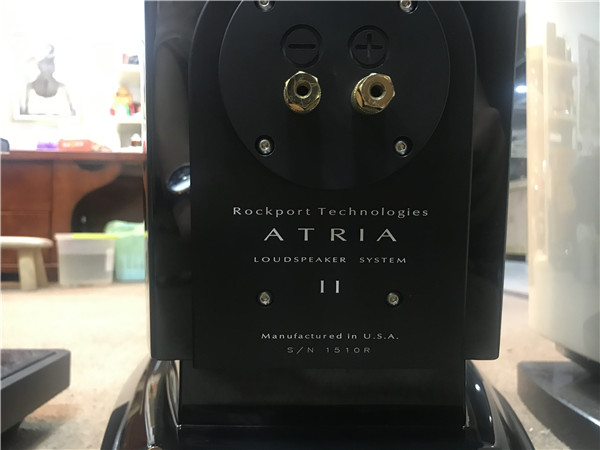 − +
Rockport Technologies
ATRIA
LOUDSPEAKER SYSTEM
II
Manufactured in U.S.A.
S/N 1510R